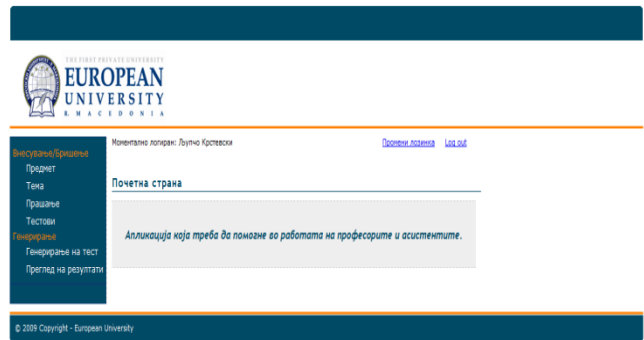 THE FIRST PRIVATE UNIVERSITY
EUROPEAN
UNIVERSITY
R. MACEDONIA
Моментално логиран: Љупчо Крстевски
Промени лозинка Log out
Внесување/Бришење
Предмет
Тема
Прашање
Тестови
Генерирање
Генерирање на тест
Преглед на резултати
Почетна страна
Апликација која треба да помогне во работата на професорите и асистентите.
© 2009 Copyright - European University